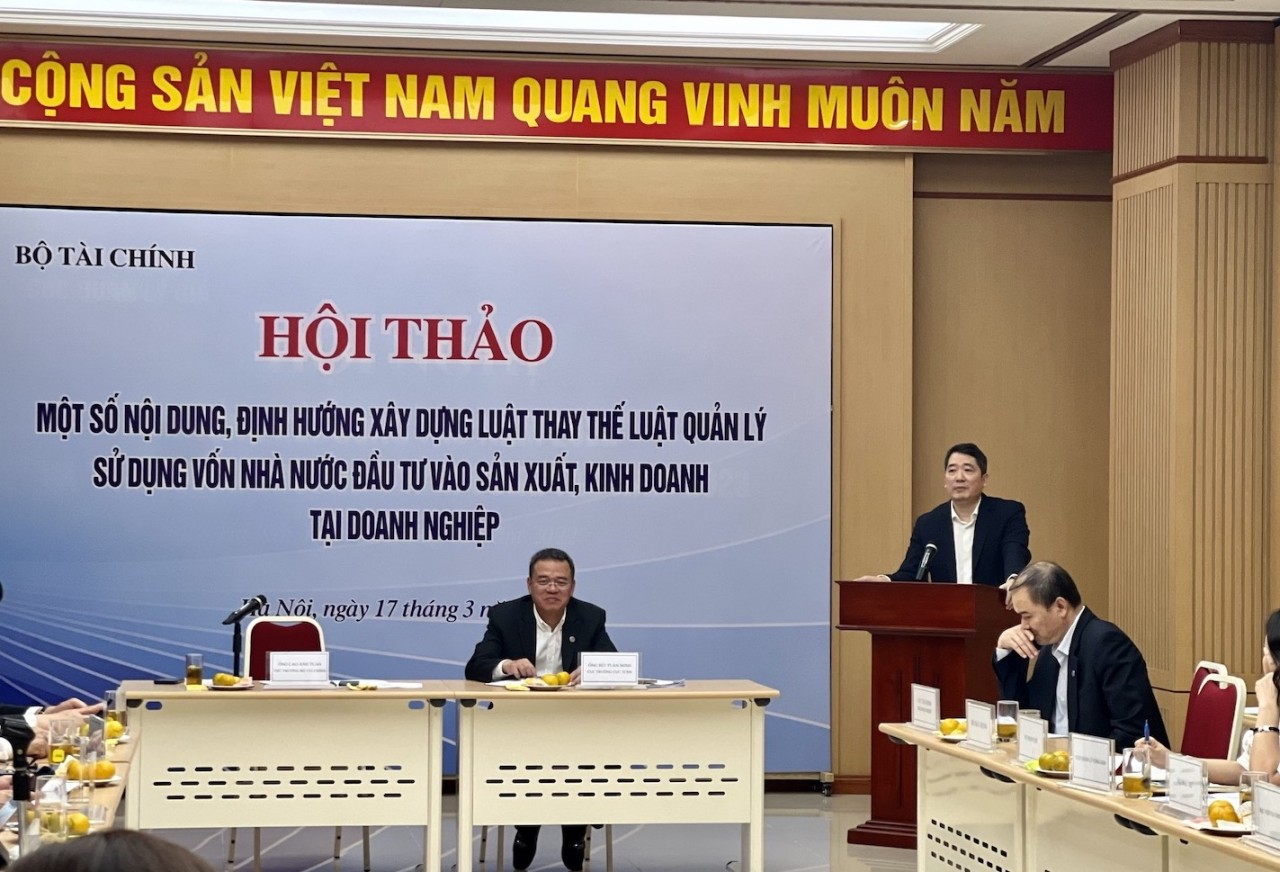 CỘNG SẢN VIỆT NAM QUANG VINH MUÔN NĂM
BỘ TÀI CHÍNH
HỘI THẢO
MỘT SỐ NỘI DUNG, ĐỊNH HƯỚNG XÂY DỰNG LUẬT THAY THẾ LUẬT QUẢN LÝ
SỬ DỤNG VỐN NHÀ NƯỚC ĐẦU TƯ VÀO SẢN XUẤT, KINH DOANH
TẠI DOANH NGHIỆP
Hà Nội, ngày 17 tháng 3